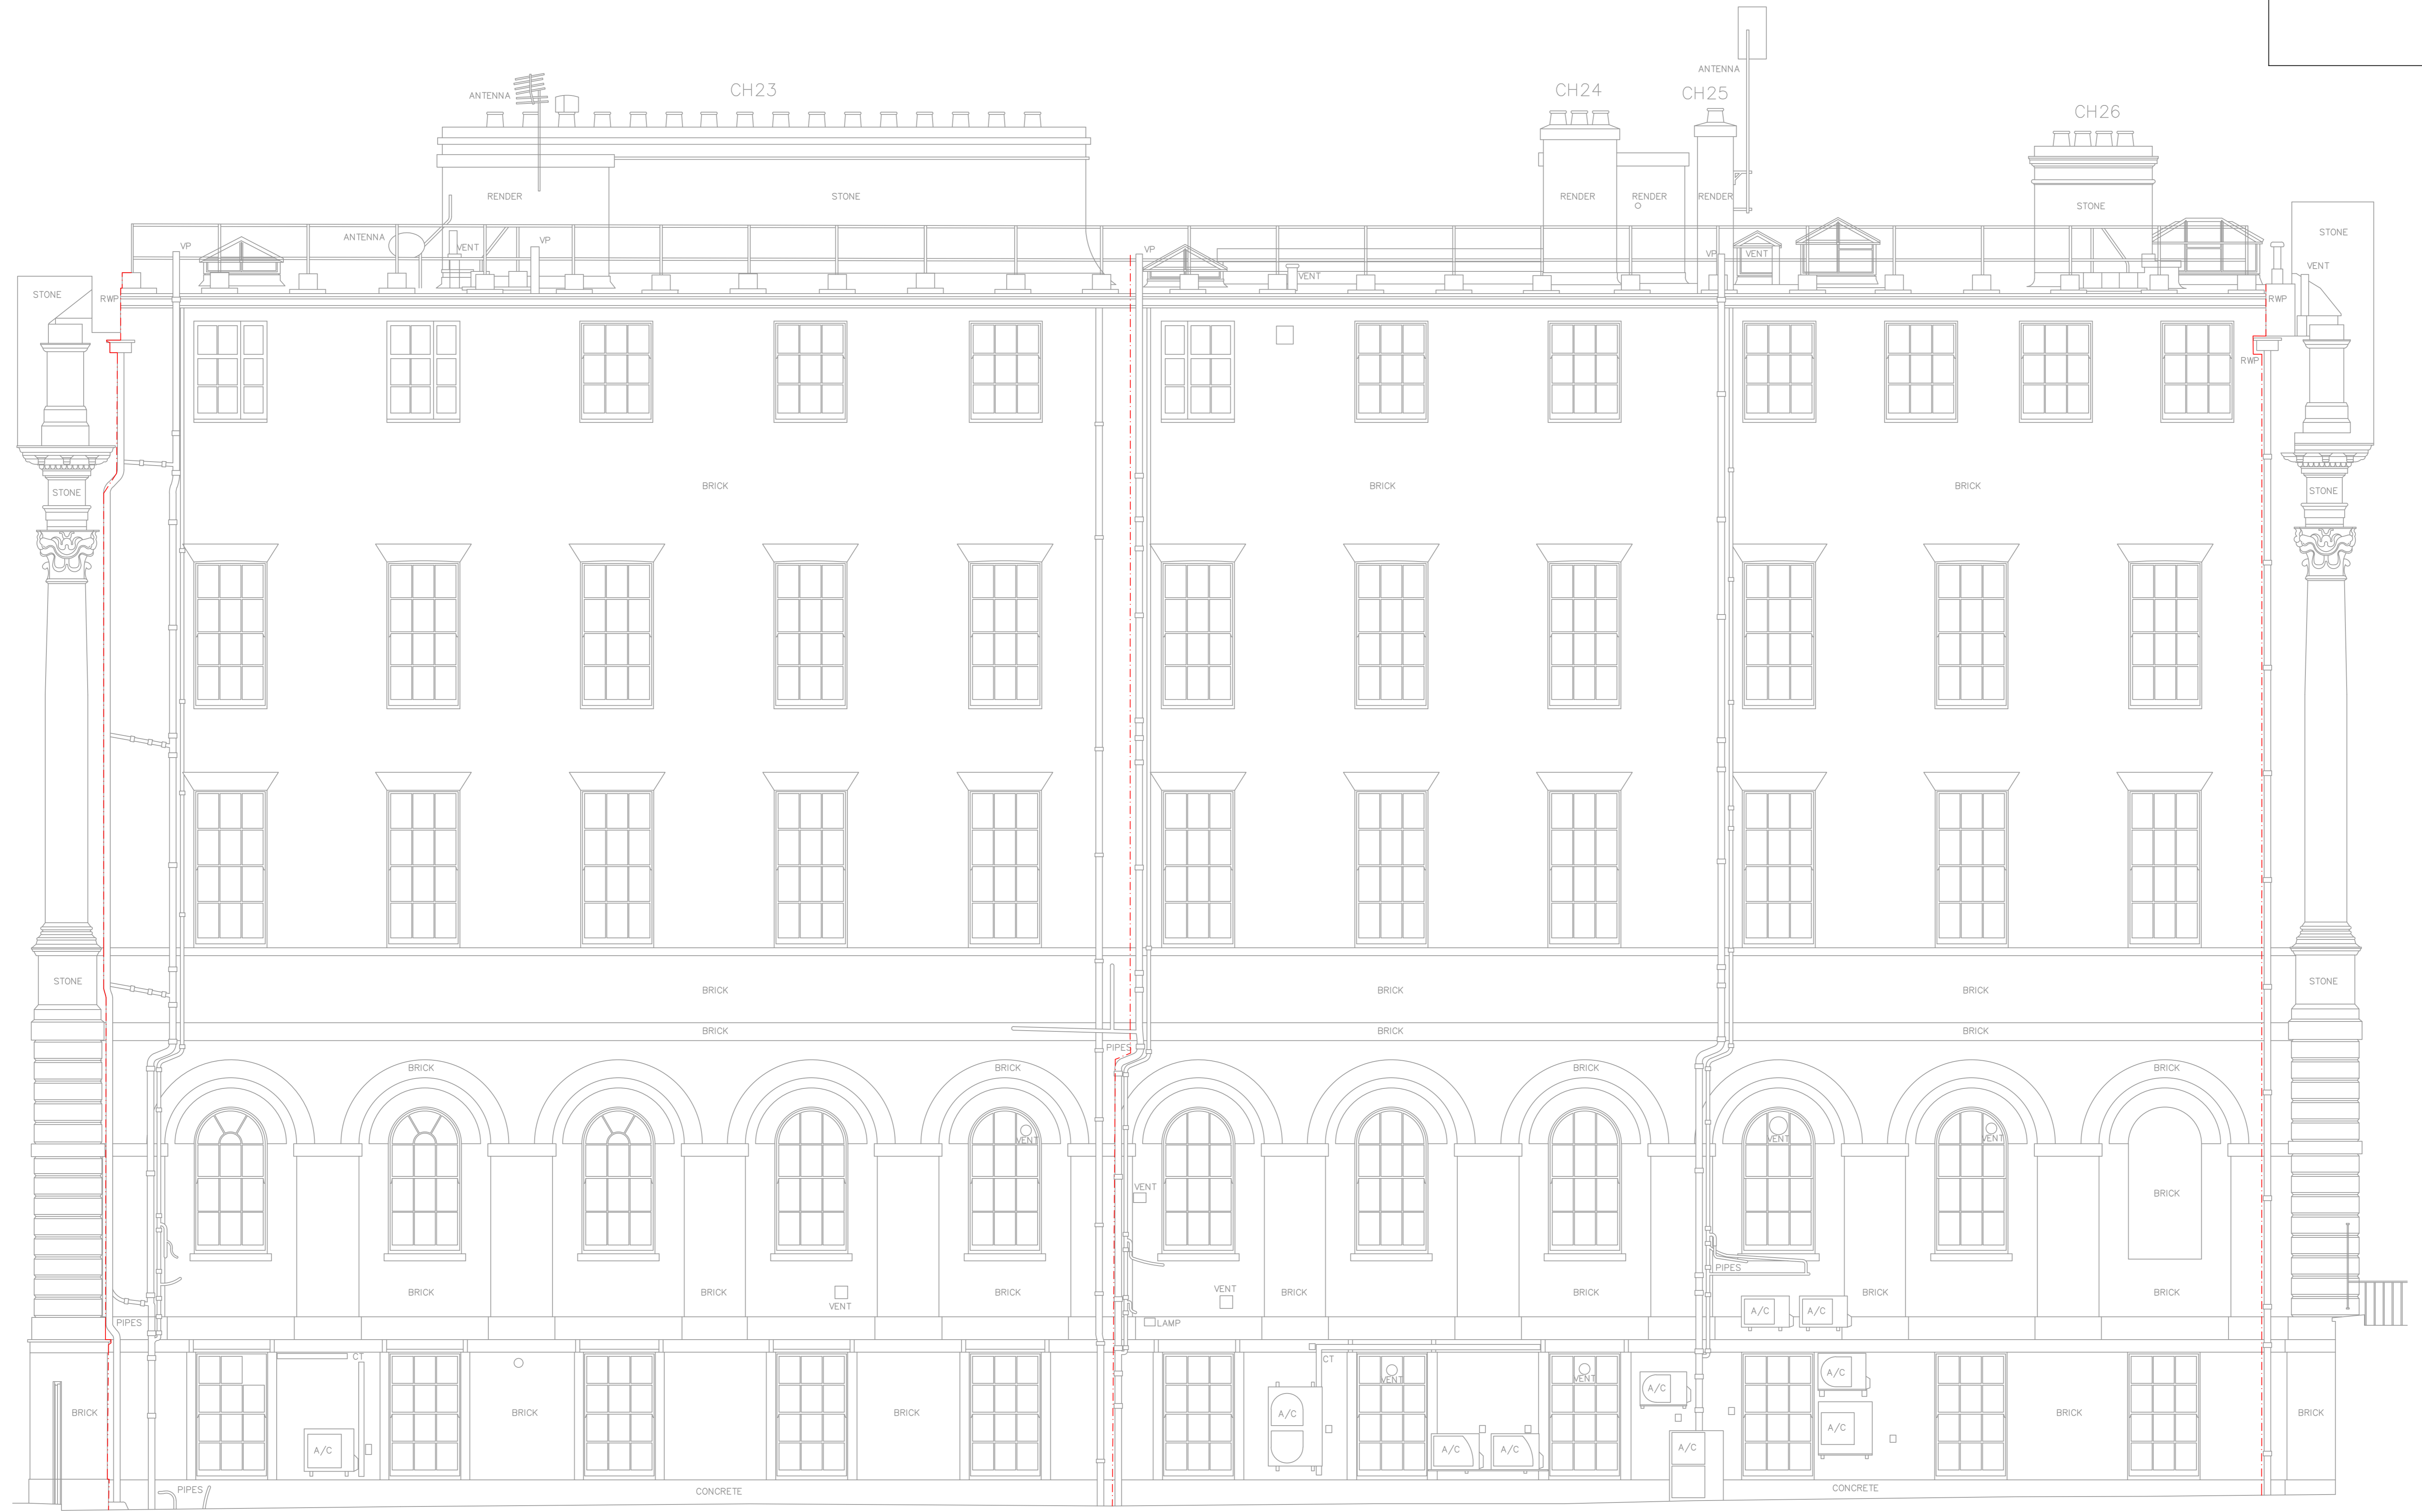 ANTENNA
CH23
CH24
ANTENNA
CH25
CH26
RENDER
STONE
RENDER
RENDER
RENDER
STONE
STONE
VP
ANTENNA
VENT
VP
VP
VENT
VP
VENT
VENT
STONE
RWP
RWP
RWP
STONE
BRICK
BRICK
BRICK
STONE
STONE
BRICK
BRICK
BRICK
STONE
BRICK
BRICK
BRICK
PIPES
BRICK
BRICK
BRICK
BRICK
VENT
VENT
VENT
VENT
BRICK
PIPES
BRICK
BRICK
BRICK
VENT
BRICK
BRICK
BRICK
BRICK
VENT
A/C
A/C
PIPES
LAMP
CT
CT
VENT
VENT
A/C
A/C
BRICK
BRICK
BRICK
A/C
BRICK
BRICK
A/C
A/C
A/C
A/C
A/C
PIPES
CONCRETE
CONCRETE